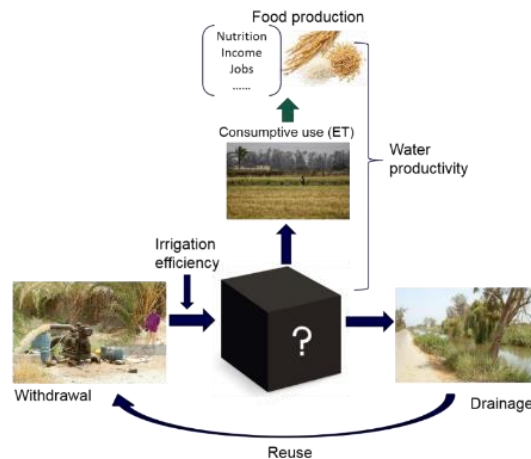 Food production
Nutrition
Income
Jobs
......
Consumptive use (ET)
Water
productivity
Irrigation
efficiency
?
Withdrawal
Drainage
Reuse